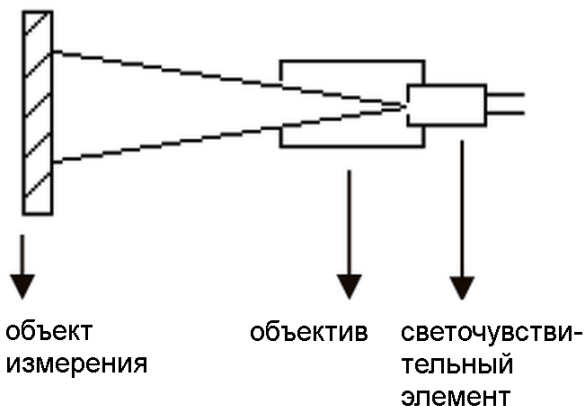 объект
измерения
объектив
светочувстви-
тельный
элемент